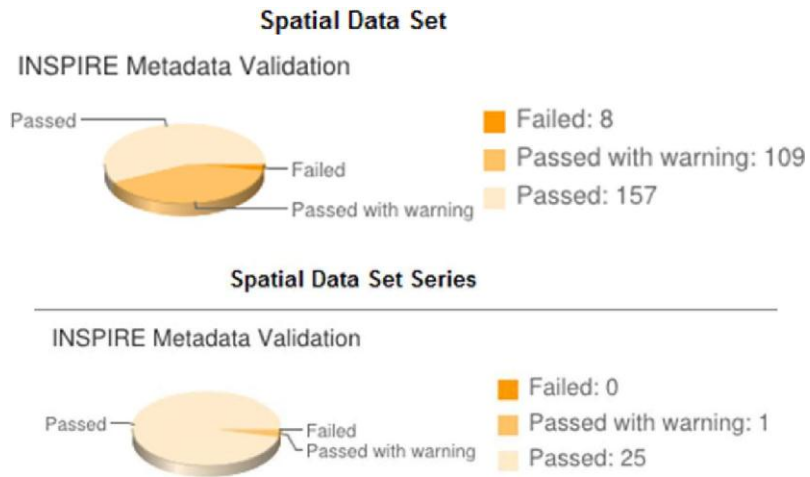 Spatial Data Set
INSPIRE Metadata Validation
Passed
Failed
Passed with warning
Failed: 8
Passed with warning: 109
Passed: 157
Spatial Data Set Series
INSPIRE Metadata Validation
Passed
Failed
Passed with warning
Failed: 0
Passed with warning: 1
Passed: 25